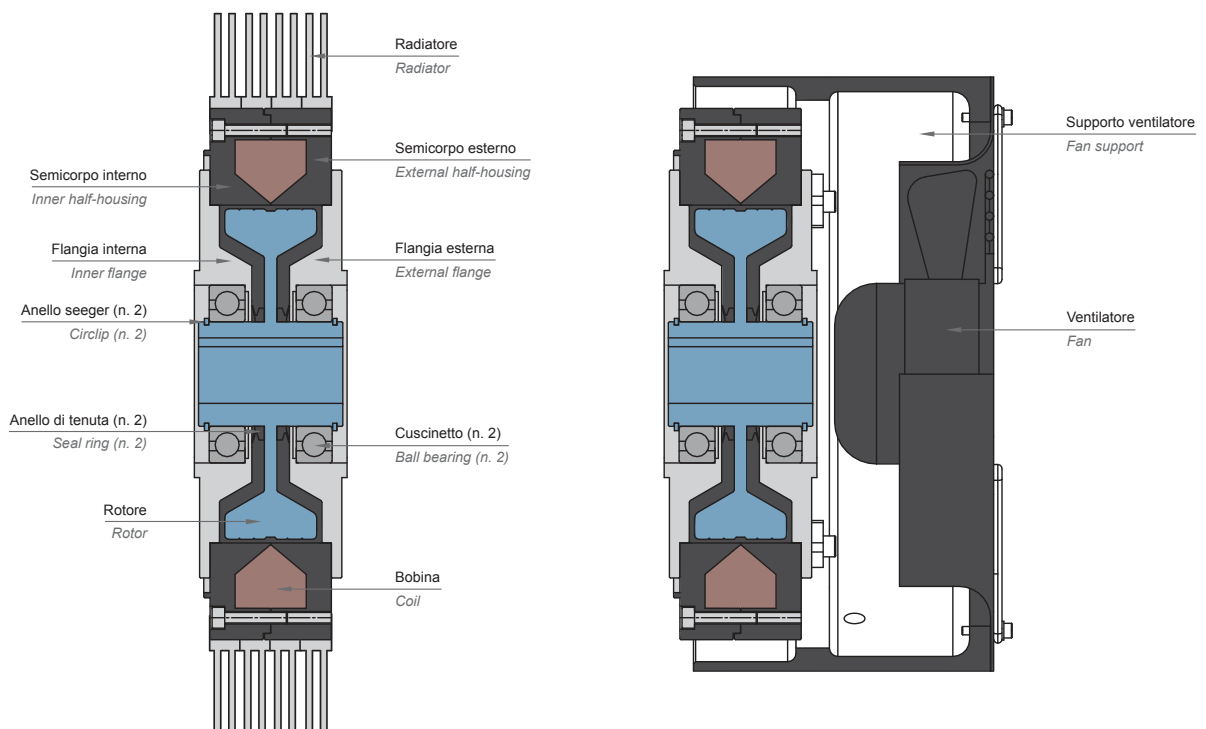 Radiatore
Radiator
Semicorpo esterno
External half-housing
Semicorpo interno
Inner half-housing
Flangia interna
Inner flange
Flangia esterna
External flange
Anello seeger (n. 2)
Circlip (n. 2)
Anello di tenuta (n. 2)
Seal ring (n. 2)
Cuscinetto (n. 2)
Ball bearing (n. 2)
Rotore
Rotor
Bobina
Coil
Supporto ventilatore
Fan support
Ventilatore
Fan